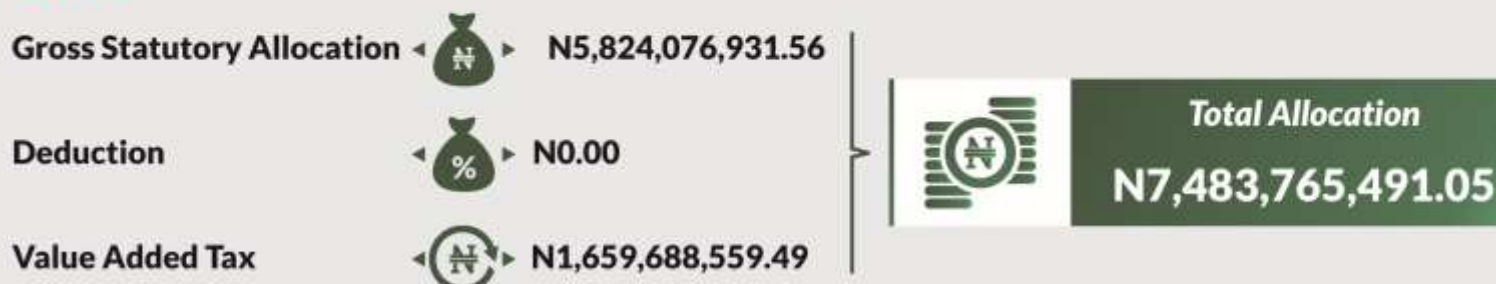 Gross Statutory Allocation ₦ N5,824,076,931.56
Deduction % N0.00
Value Added Tax ₦ N1,659,688,559.49
₦
Total Allocation
N7,483,765,491.05